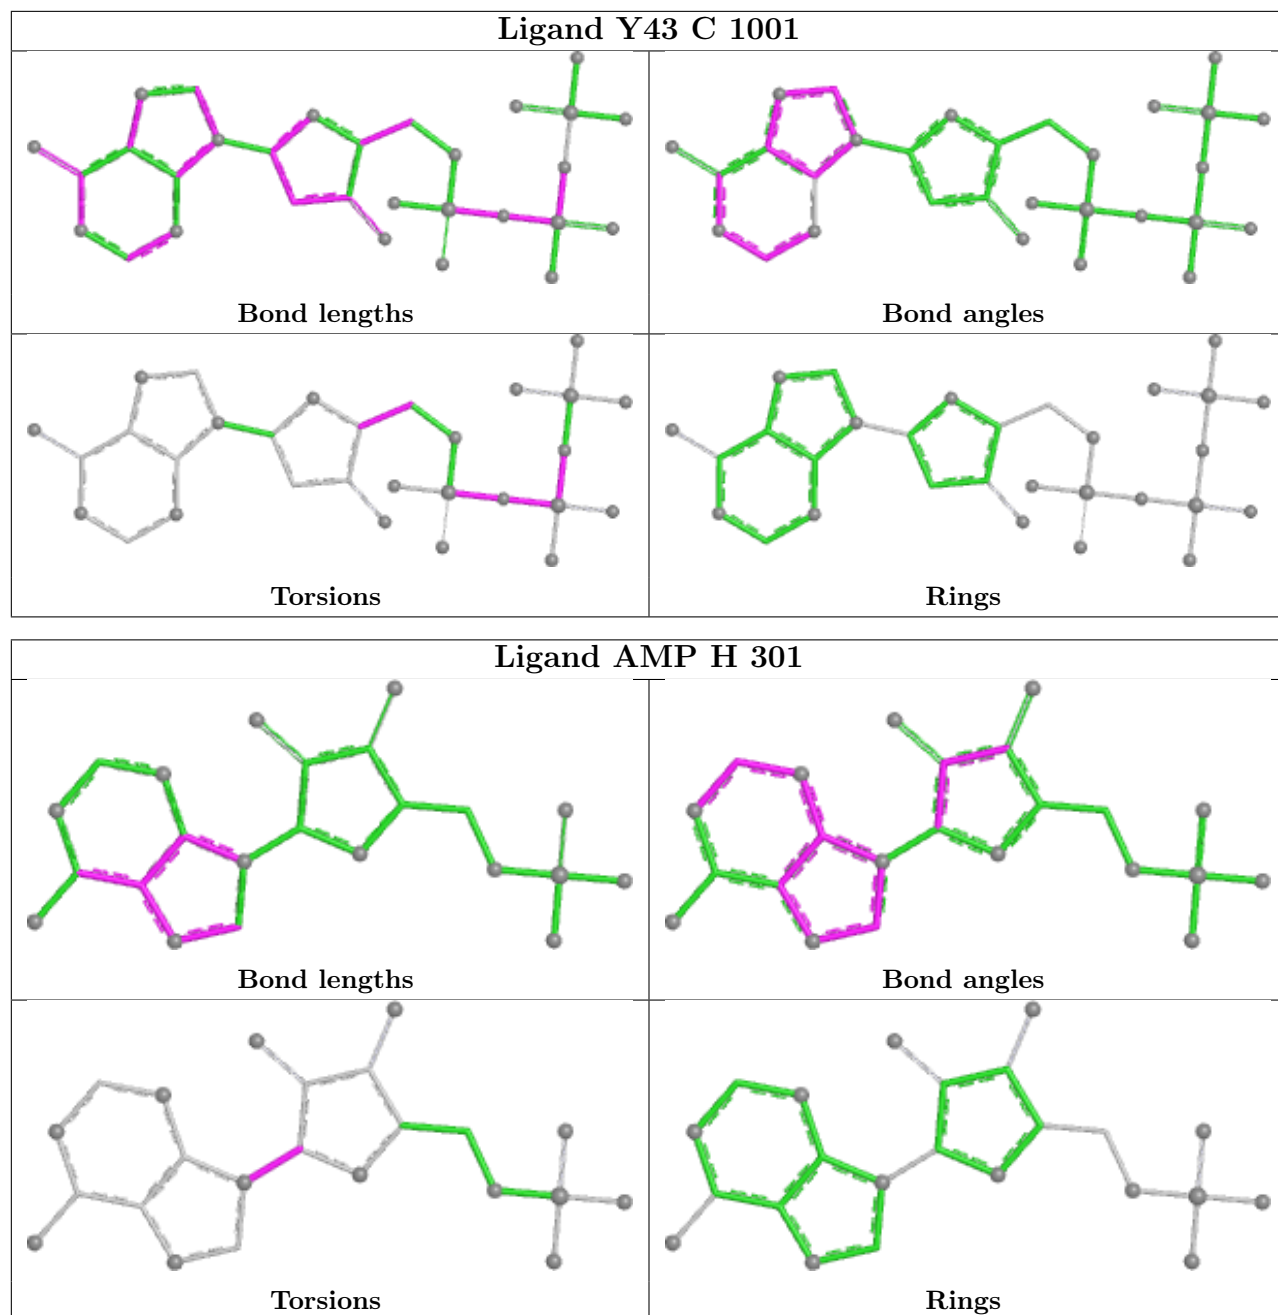 Ligand Y43 C 1001
Bond lengths
Bond angles
Torsions
Rings
Ligand AMP H 301
Bond lengths
Bond angles
Torsions
Rings